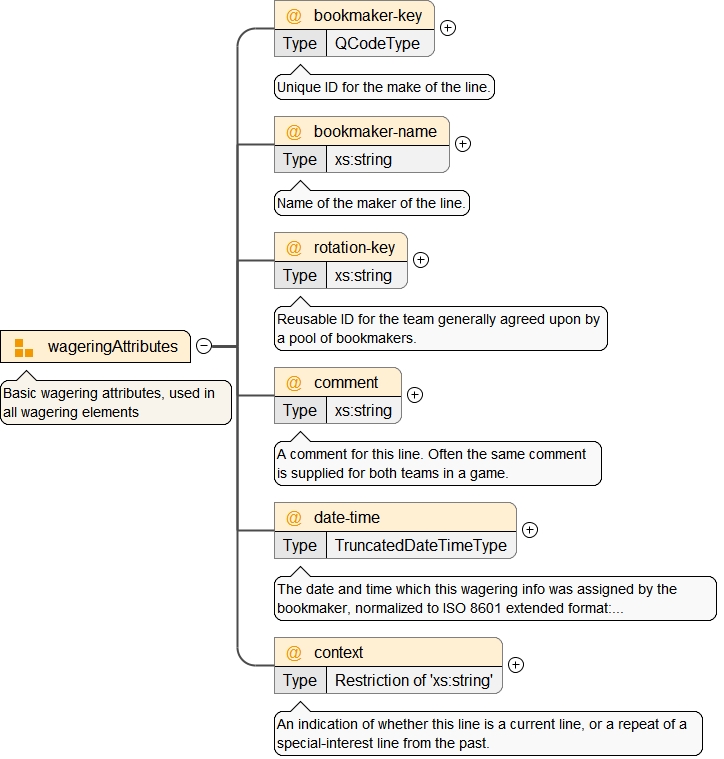 @ bookmaker-key
Type QCodeType
Unique ID for the make of the line.
@ bookmaker-name
Type xs:string
Name of the maker of the line.
@ rotation-key
Type xs:string
Reusable ID for the team generally agreed upon by
a pool of bookmakers.
wageringAttributes
Basic wagering attributes, used in
all wagering elements
@ comment
Type xs:string
A comment for this line. Often the same comment
is supplied for both teams in a game.
@ date-time
Type TruncatedDateTimeType
The date and time which this wagering info was assigned by the
bookmaker, normalized to ISO 8601 extended format:...
@ context
Type Restriction of 'xs:string'
An indication of whether this line is a current line, or a repeat of a
special-interest line from the past.